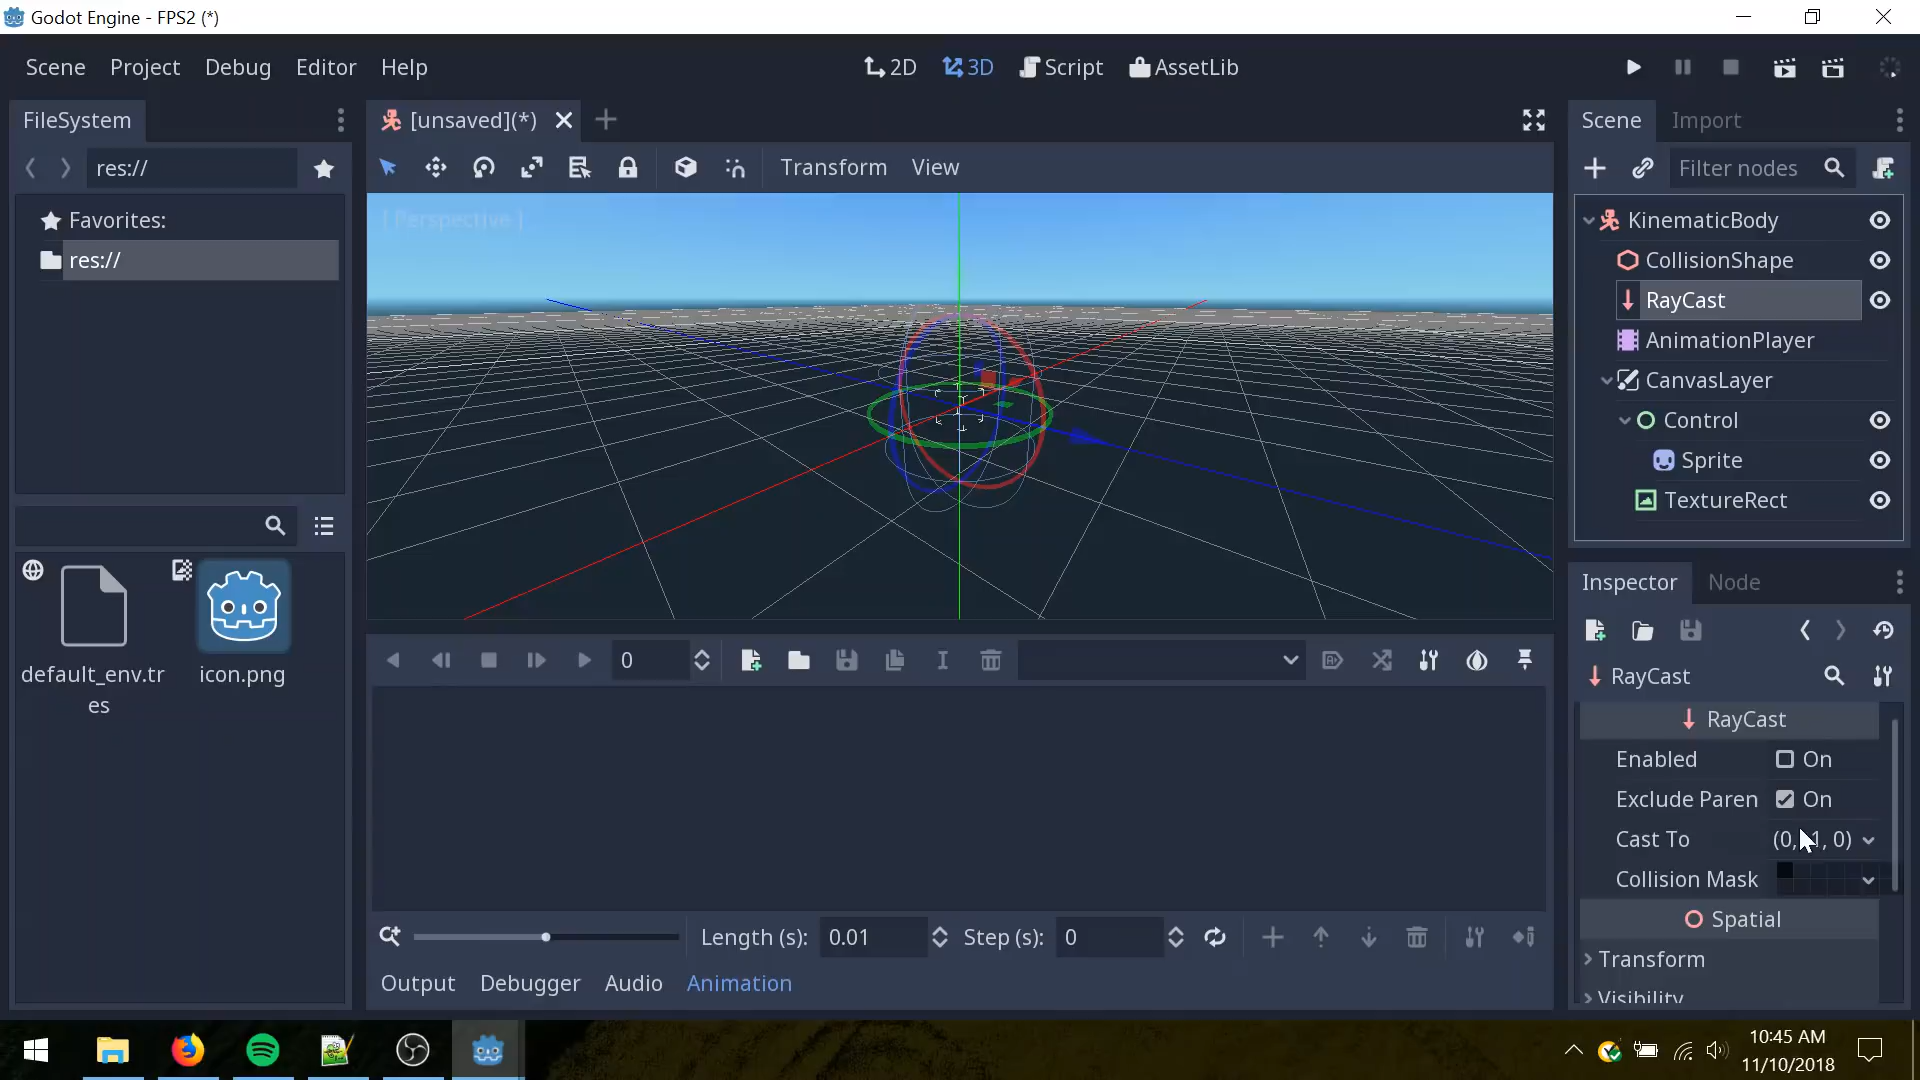 Godot Engine - FPS2 (*)
Scene Project Debug Editor Help
2D 3D Script AssetLib
FileSystem
[unsaved](*)
Scene Import
res://
Transform View
Filter nodes
Favorites:
res://
[ Perspective ]
KinematicBody
CollisionShape
RayCast
AnimationPlayer
CanvasLayer
Control
Sprite
TextureRect
default_env.tr
es
icon.png
0
Inspector Node
RayCast
RayCast
Enabled On
Exclude Paren On
Cast To
Collision Mask
Spatial
Transform
Visibility
Length (s): 0.01 Step (s): 0
Output Debugger Audio Animation
10:45 AM
11/10/2018